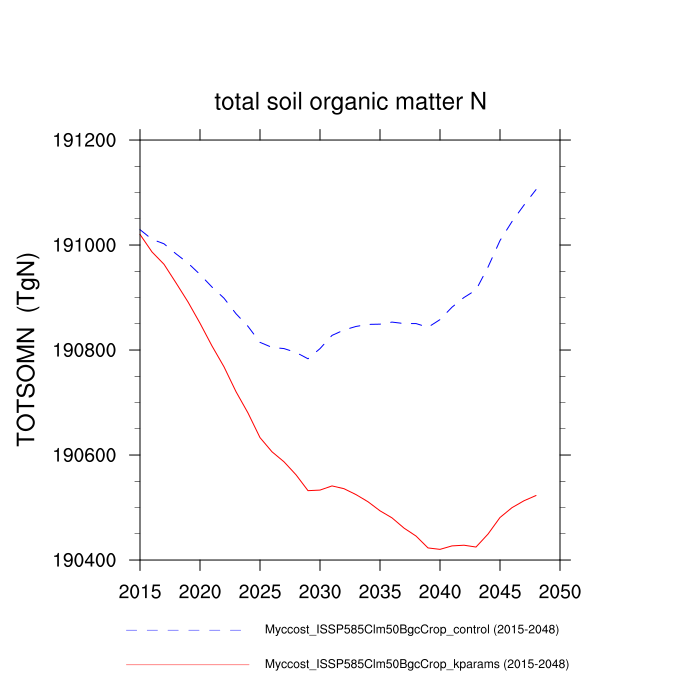 total soil organic matter N
TOTSOMN (TgN)
191200
191000
190800
190600
190400
2015 2020 2025 2030 2035 2040 2045 2050
Myccost_ISSP585Clm50BgcCrop_control (2015-2048)
Myccost_ISSP585Clm50BgcCrop_kparams (2015-2048)